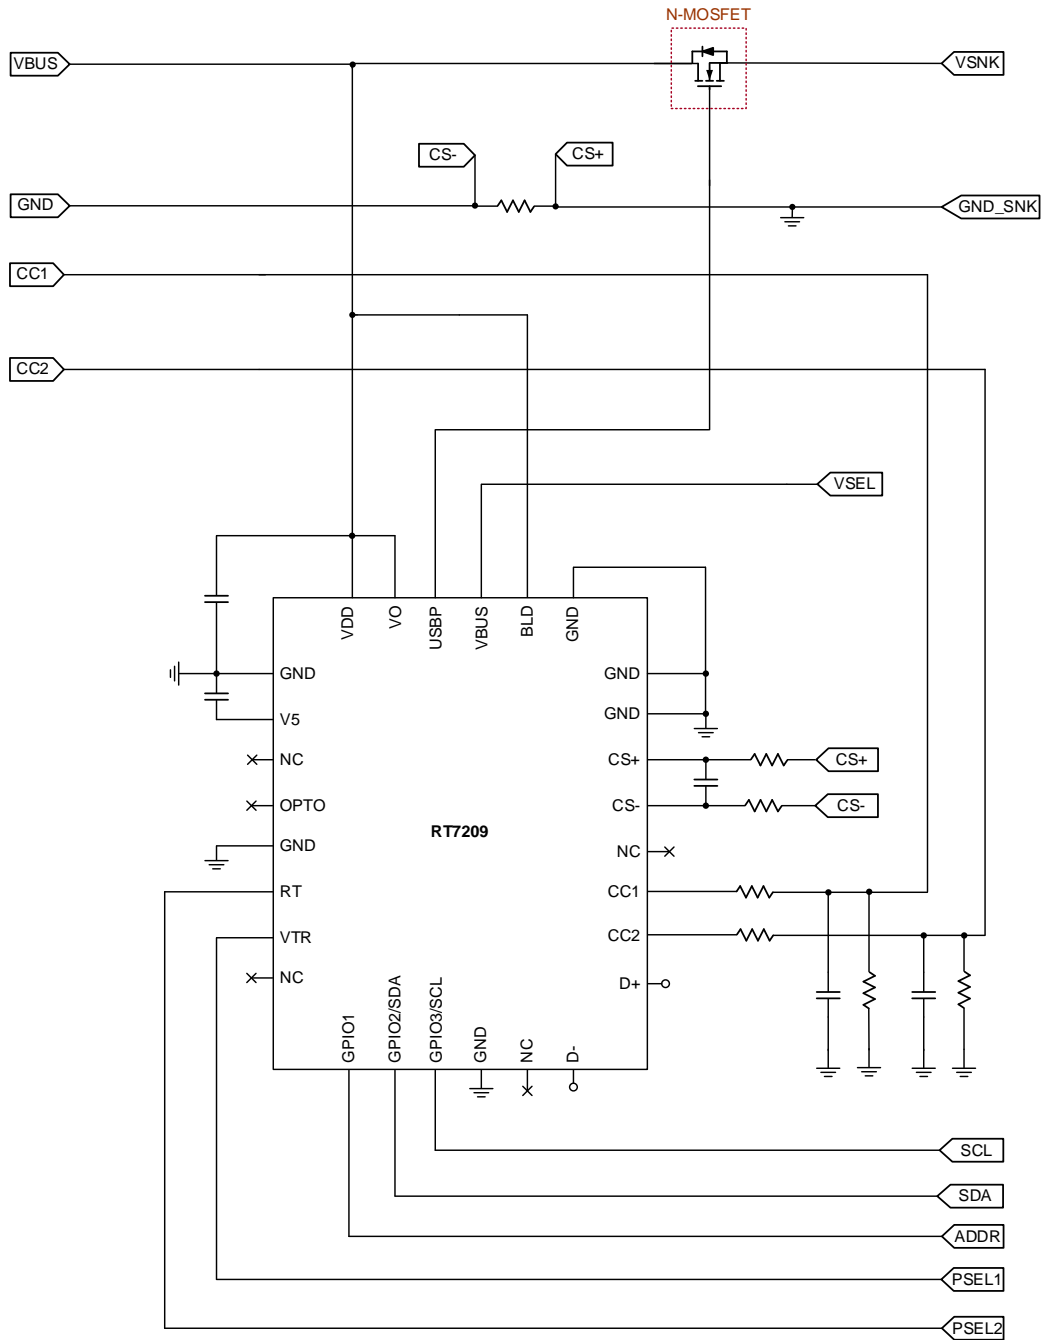 N-MOSFET
VBUS
VSNK
CS-
CS+
GND
GND_SNK
CC1
CC2
VSEL
VDD
VO
USBP
VBUS
BLD
GND
GND
GND
V5
GND
NC
CS+
CS+
OPTO
CS-
CS-
RT7209
GND
NC
RT
CC1
VTR
CC2
NC
D+
GPIO1
GPIO2/SDA
GPIO3/SCL
GND
NC
D-
SCL
SDA
ADDR
PSEL1
PSEL2